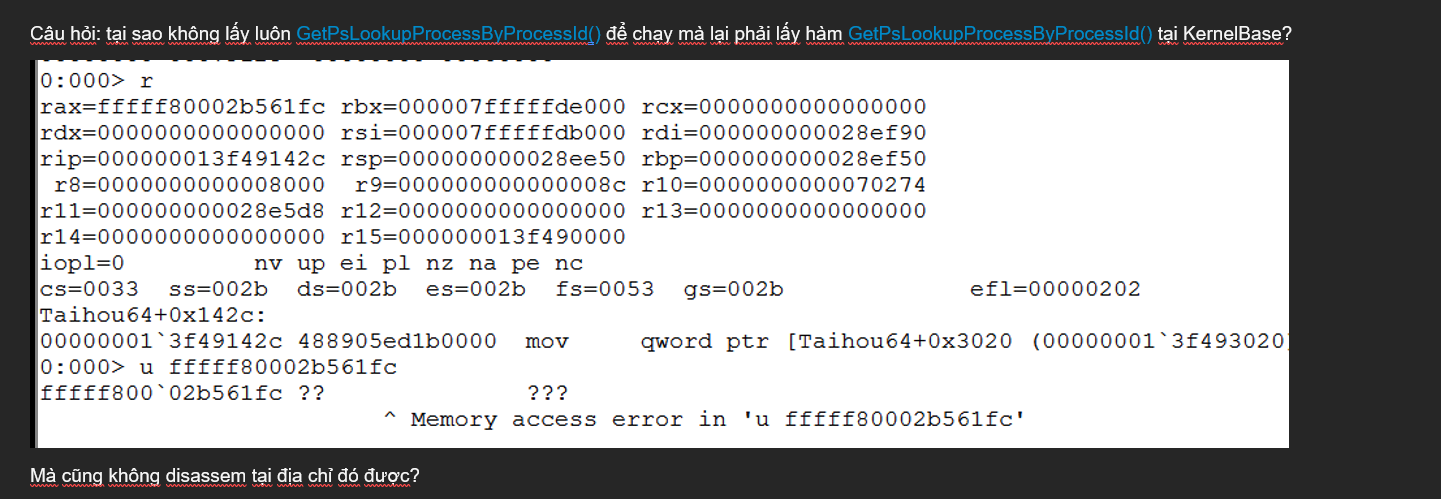 Câu hỏi: tại sao không lấy luôn GetPsLookupProcessByProcessId() để chạy mà lại phải lấy hàm GetPsLookupProcessByProcessId() tại KernelBase?
0:000> r
rax=fffff80002b561fc rbx=000007fffffde000 rcx=0000000000000000
rdx=0000000000000000 rsi=000007fffffdb000 rdi=000000000028ef90
rip=000000013f49142c rsp=000000000028ee50 rbp=000000000028ef50
r8=0000000000008000 r9=000000000000008c r10=0000000000070274
r11=000000000028e5d8 r12=0000000000000000 r13=0000000000000000
r14=0000000000000000 r15=000000013f490000
iopl=0 nv up ei pl nz na pe nc
cs=0033 ss=002b ds=002b es=002b fs=0053 gs=002b efl=00000202
Taihou64+0x142c:
00000001`3f49142c 488905ed1b0000 mov qword ptr [Taihou64+0x3020 (00000001`3f493020)
0:000> u fffff80002b561fc
fffff800`02b561fc ?? ???
^ Memory access error in 'u fffff80002b561fc'
Mà cũng không disassem tại địa chỉ đó được?